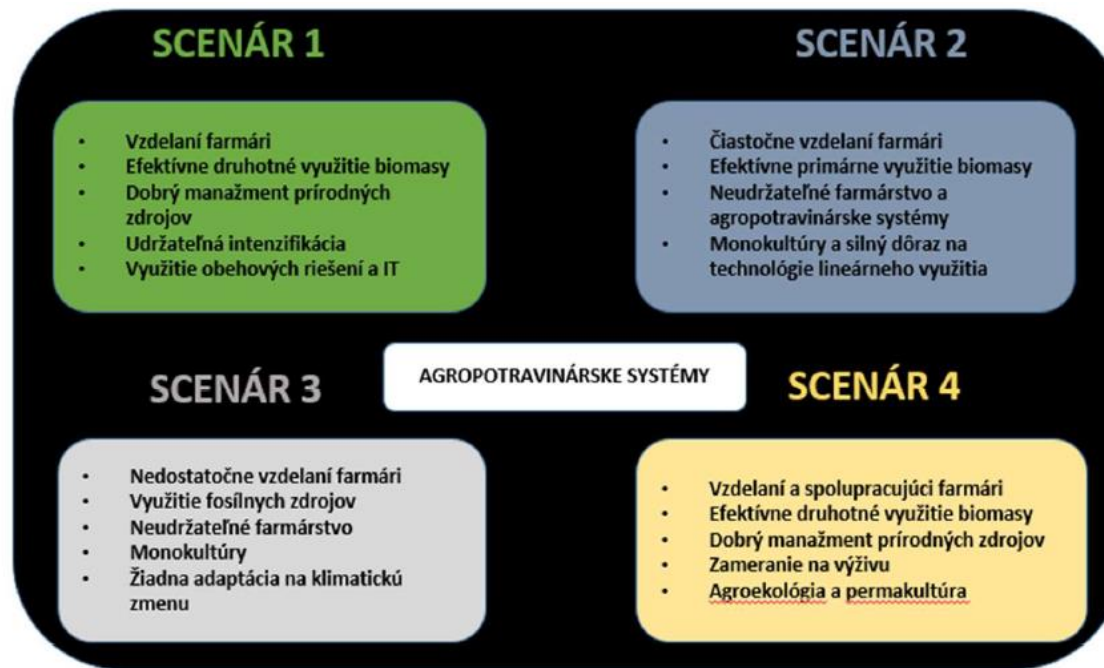 SCENÁR 1
• Vzdelaní farmári
• Efektívne druhotné využitie biomasy
• Dobrý manažment prírodných
zdrojov
• Udržateľná intenzifikácia
• Využitie obehových riešení a IT
SCENÁR 2
• Čiastočne vzdelaní farmári
• Efektívne primárne využitie biomasy
• Neudržateľné farmárstvo a
agropotravinárske systémy
• Monokultúry a silný dôraz na
technológie lineárneho využitia
AGROPOTRAVINÁRSKE SYSTÉMY
SCENÁR 3
• Nedostatočne vzdelaní farmári
• Využitie fosílnych zdrojov
• Neudržateľné farmárstvo
• Monokultúry
• Žiadna adaptácia na klimatickú
zmenu
SCENÁR 4
• Vzdelaní a spolupracujúci farmári
• Efektívne druhotné využitie biomasy
• Dobrý manažment prírodných zdrojov
• Zameranie na výživu
• Agroekológia a permakultúra